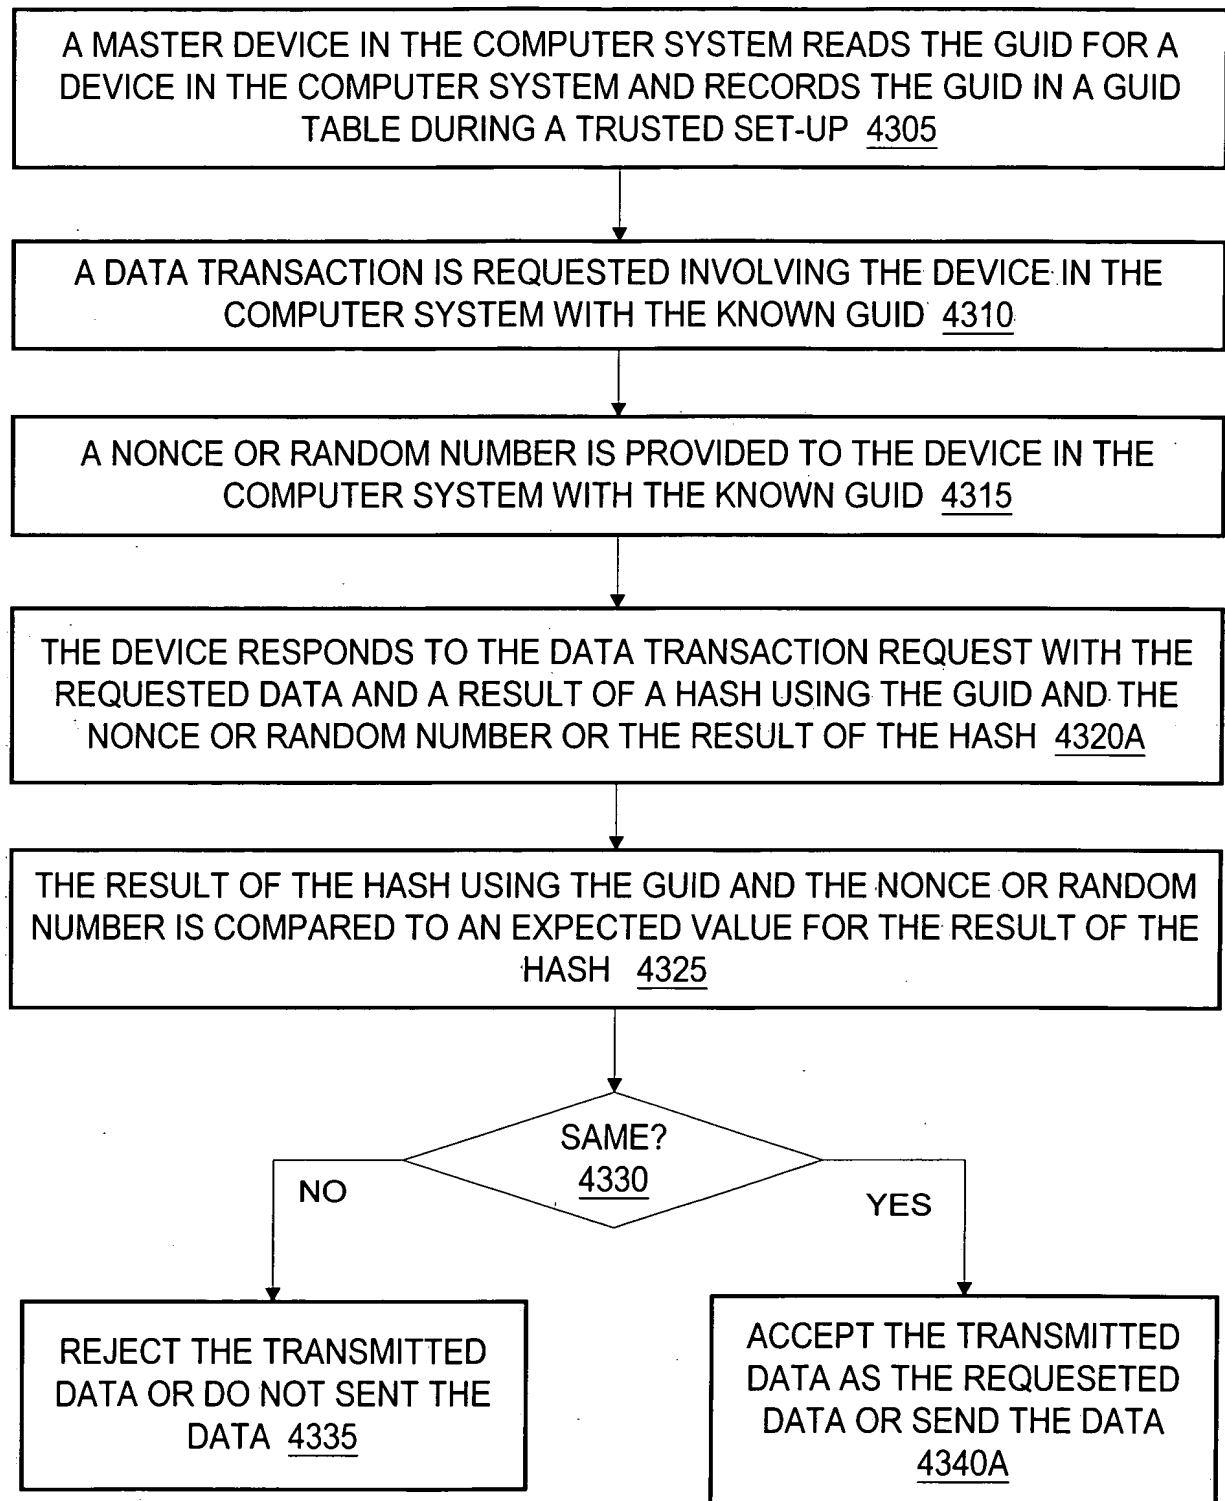 A MASTER DEVICE IN THE COMPUTER SYSTEM READS THE GUID FOR A
DEVICE IN THE COMPUTER SYSTEM AND RECORDS THE GUID IN A GUID
TABLE DURING A TRUSTED SET-UP 4305
A DATA TRANSACTION IS REQUESTED INVOLVING THE DEVICE IN THE
COMPUTER SYSTEM WITH THE KNOWN GUID 4310
A NONCE OR RANDOM NUMBER IS PROVIDED TO THE DEVICE IN THE
COMPUTER SYSTEM WITH THE KNOWN GUID 4315
THE DEVICE RESPONDS TO THE DATA TRANSACTION REQUEST WITH THE
REQUESTED DATA AND A RESULT OF A HASH USING THE GUID AND THE
NONCE OR RANDOM NUMBER OR THE RESULT OF THE HASH 4320A
THE RESULT OF THE HASH USING THE GUID AND THE NONCE OR RANDOM
NUMBER IS COMPARED TO AN EXPECTED VALUE FOR THE RESULT OF THE
HASH 4325
SAME?
4330
NO
YES
REJECT THE TRANSMITTED
DATA OR DO NOT SENT THE
DATA 4335
ACCEPT THE TRANSMITTED
DATA AS THE REQUESETED
DATA OR SEND THE DATA
4340A